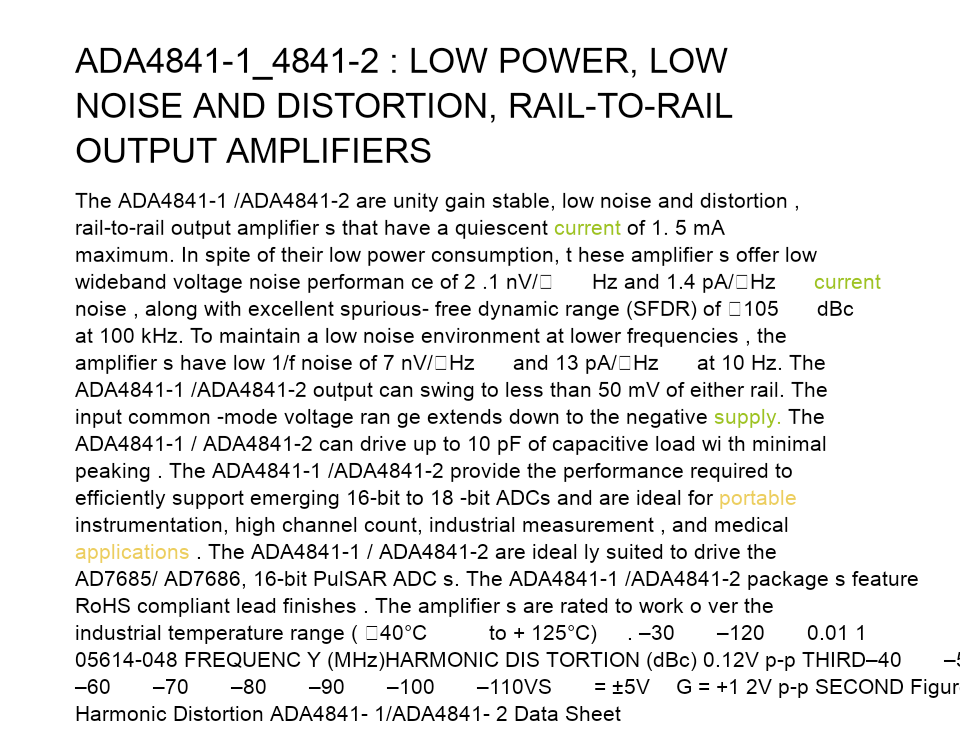 ADA4841-1_4841-2 : LOW POWER, LOW
NOISE AND DISTORTION, RAIL-TO-RAIL
OUTPUT AMPLIFIERS
The ADA4841-1 /ADA4841-2 are unity gain stable, low noise and distortion ,
rail-to-rail output amplifier s that have a quiescent current of 1. 5 mA
maximum. In spite of their low power consumption, t hese amplifier s offer low
wideband voltage noise performan ce of 2 .1 nV/□ Hz and 1.4 pA/□Hz current
noise , along with excellent spurious- free dynamic range (SFDR) of □105 dBc
at 100 kHz. To maintain a low noise environment at lower frequencies , the
amplifier s have low 1/f noise of 7 nV/□Hz and 13 pA/□Hz at 10 Hz. The
ADA4841-1 /ADA4841-2 output can swing to less than 50 mV of either rail. The
input common -mode voltage ran ge extends down to the negative supply. The
ADA4841-1 / ADA4841-2 can drive up to 10 pF of capacitive load wi th minimal
peaking . The ADA4841-1 /ADA4841-2 provide the performance required to
efficiently support emerging 16-bit to 18 -bit ADCs and are ideal for portable
instrumentation, high channel count, industrial measurement , and medical
applications . The ADA4841-1 / ADA4841-2 are ideal ly suited to drive the
AD7685/ AD7686, 16-bit PulSAR ADC s. The ADA4841-1 /ADA4841-2 package s feature
RoHS compliant lead finishes . The amplifier s are rated to work o ver the
industrial temperature range ( □40°C to + 125°C) . –30 –120 0.01 1
05614-048 FREQUENC Y (MHz)HARMONIC DIS TORTION (dBc) 0.12V p-p THIRD–40
–60 –70 –80 –90 –100 –110VS = ±5V G = +1 2V p-p SECOND
Harmonic Distortion ADA4841- 1/ADA4841- 2 Data Sheet